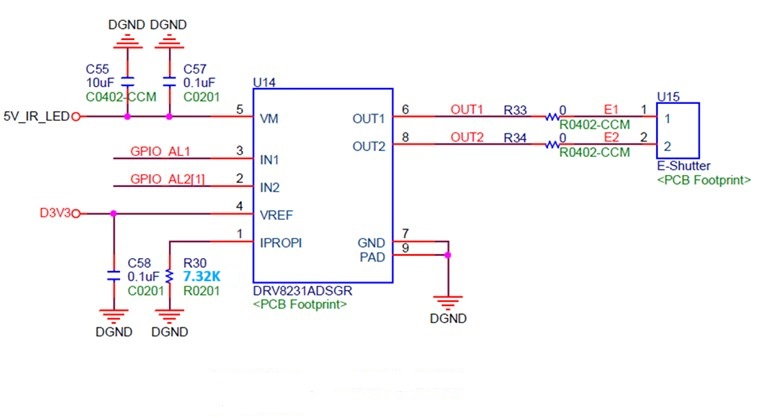 DGND DGND
C55 C57 U14
10uF 0.1uF
C0402-CCM C0201
5V_IR_LED 5 VM OUT1 6 OUT1 R33 0 E1 1 1 U15
R0402-CCM
GPIO_AL1 3 IN1 OUT2 8 OUT2 R34 0 E2 2 2
R0402-CCM E-Shutter
GPIO_AL2[1] 2 IN2 <PCB Footprint>
D3V3 4 VREF
1 IPROPI GND 7
PAD 9
C58 R30
0.1uF 7.32K
C0201 R0201 DRV8231ADSGR
<PCB Footprint>
DGND DGND DGND